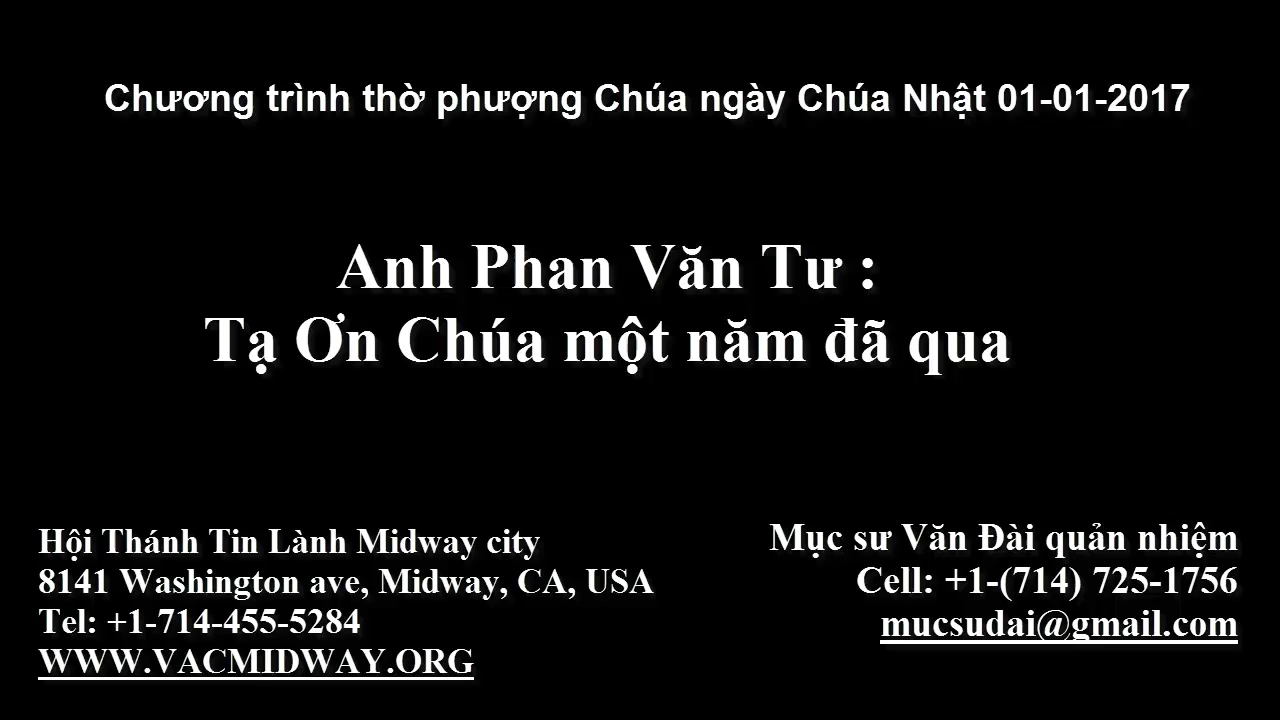 Chương trình thờ phượng Chúa ngày Chúa Nhật 01-01-2017
Anh Phan Văn Tư :
Tạ Ơn Chúa một năm đã qua
Hội Thánh Tin Lành Midway city
8141 Washington ave, Midway, CA, USA
Tel: +1-714-455-5284
WWW.VACMIDWAY.ORG
Mục sư Văn Đài quản nhiệm
Cell: +1-(714) 725-1756
mucsudai@gmail.com